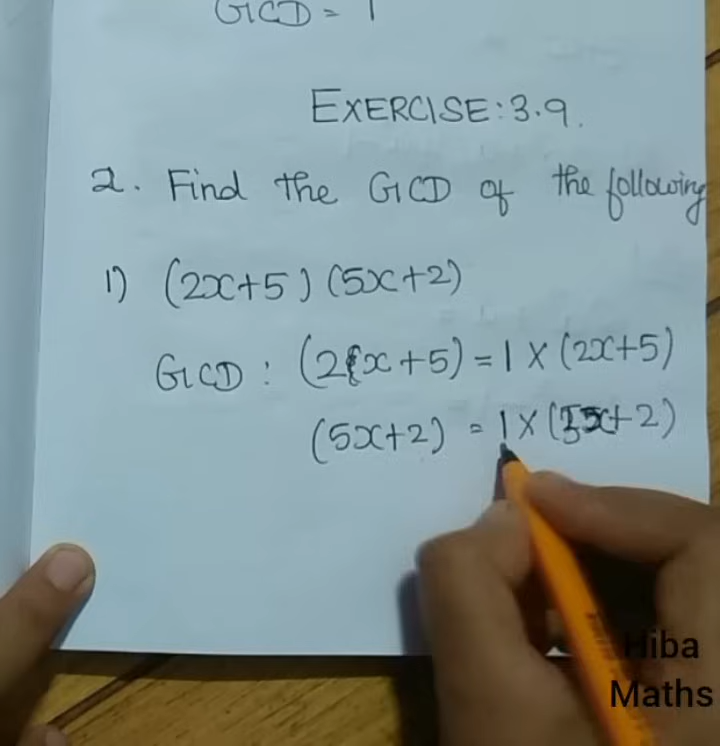 GCD = 1
EXERCISE: 3.9.
2. Find the GCD of the following
1) (2x+5) (5x+2)
GCD : (2x+5) = 1 × (2x+5)
(5x+2) = 1 × (5x+2)
Hiba
Maths